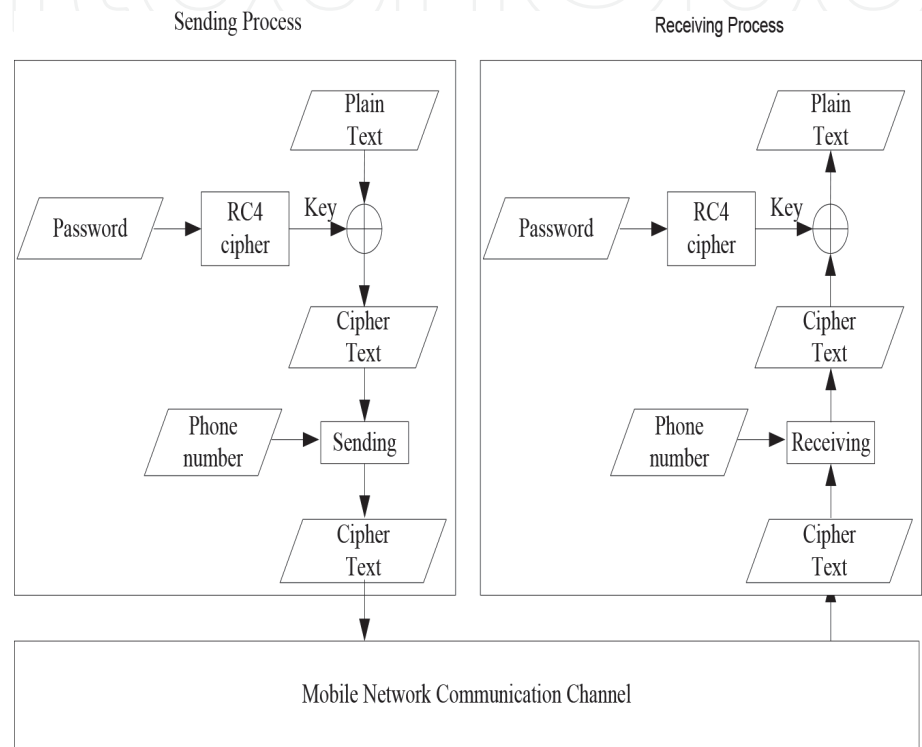 Sending Process
Plain
Text
Password
RC4
cipher
Key
Cipher
Text
Phone
number
Sending
Cipher
Text
Receiving Process
Plain
Text
Password
RC4
cipher
Key
Cipher
Text
Phone
number
Receiving
Cipher
Text
Mobile Network Communication Channel